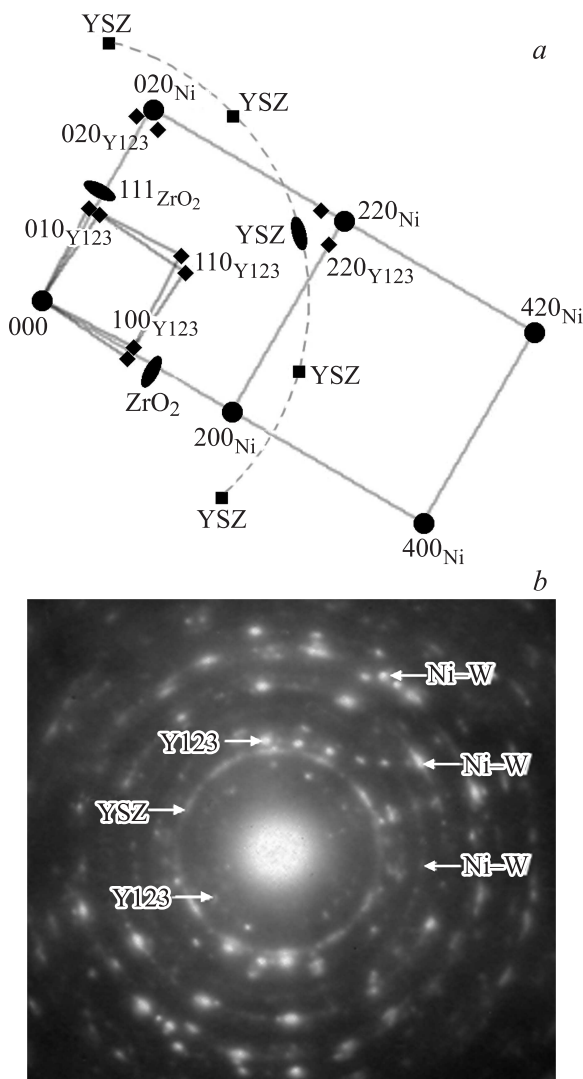 YSZ
a
020Ni
YSZ
020Y123
111ZrO2
220Ni
010Y123
YSZ
110Y123
220Y123
000
100Y123
420Ni
ZrO2
YSZ
200Ni
YSZ
400Ni
b
Ni–W
Y123
Ni–W
YSZ
Ni–W
Y123